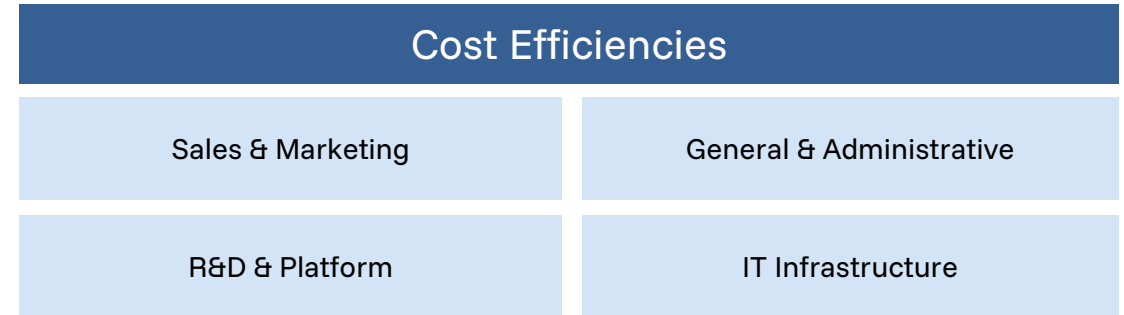 Cost Efficiencies
Sales & Marketing
General & Administrative
R&D & Platform
IT Infrastructure